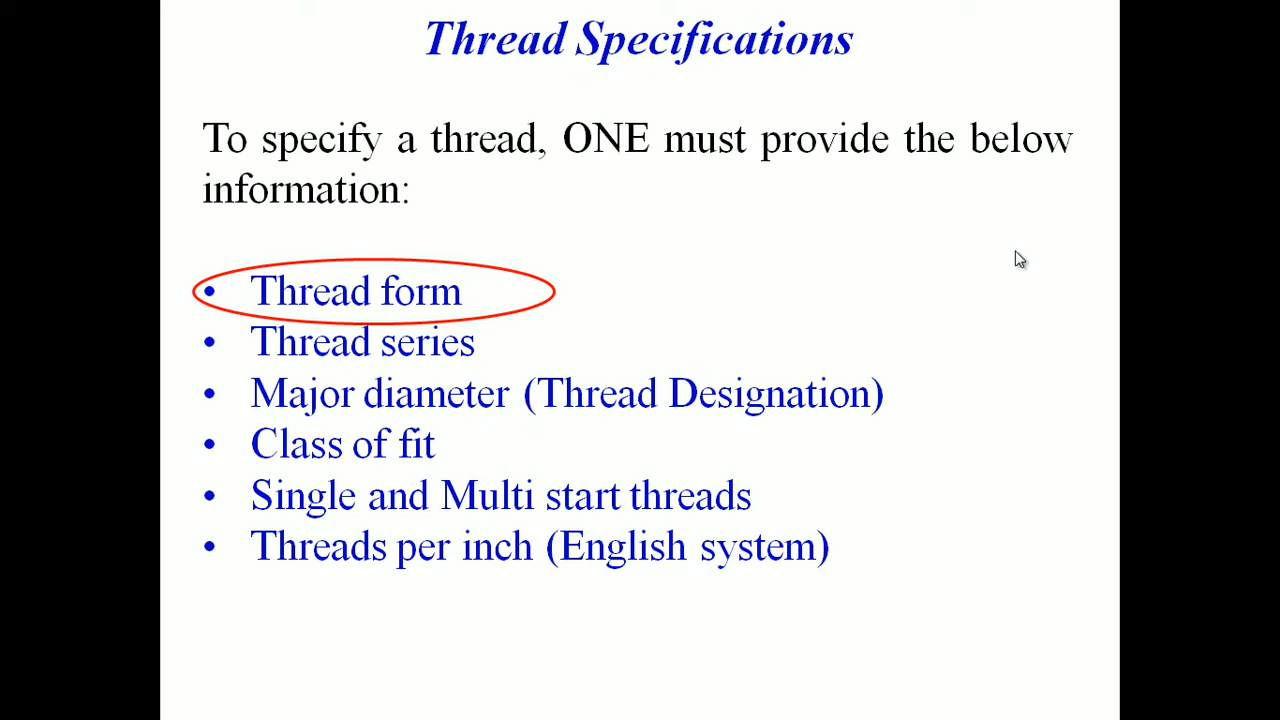 Thread Specifications
To specify a thread, ONE must provide the below
information:
• Thread form
• Thread series
• Major diameter (Thread Designation)
• Class of fit
• Single and Multi start threads
• Threads per inch (English system)